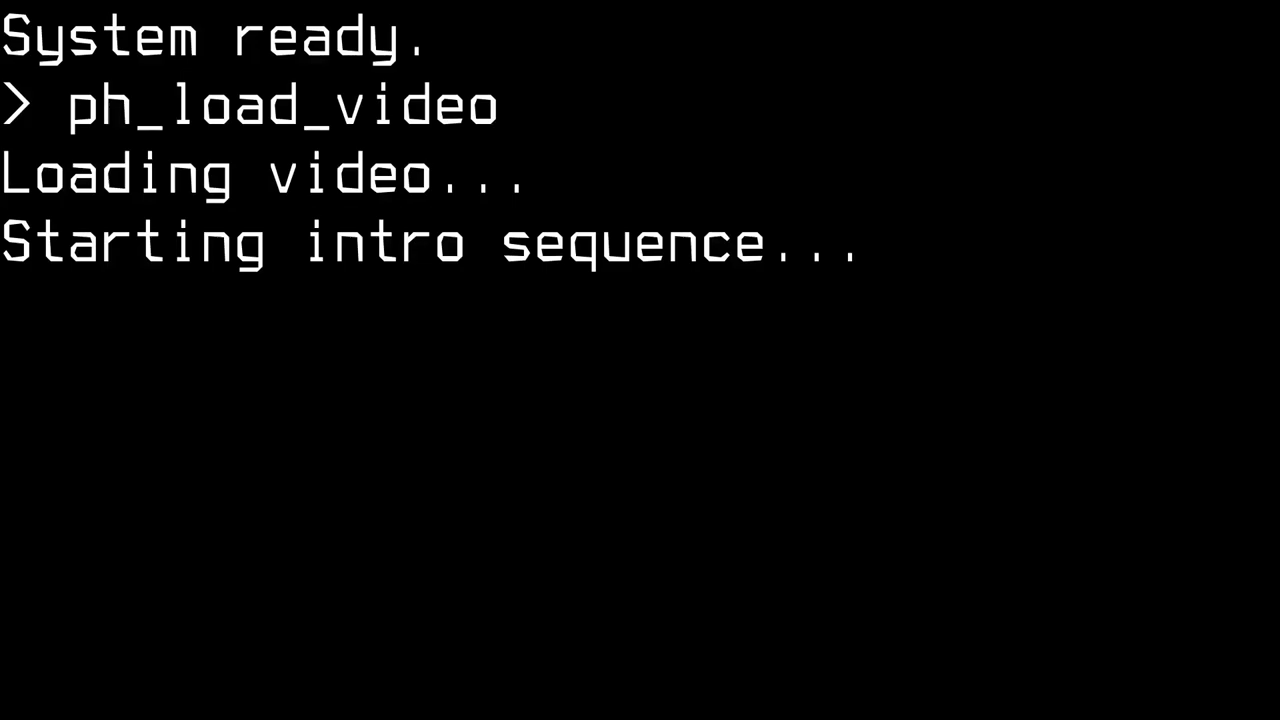 System ready.
> ph_load_video
Loading video...
Starting intro sequence...